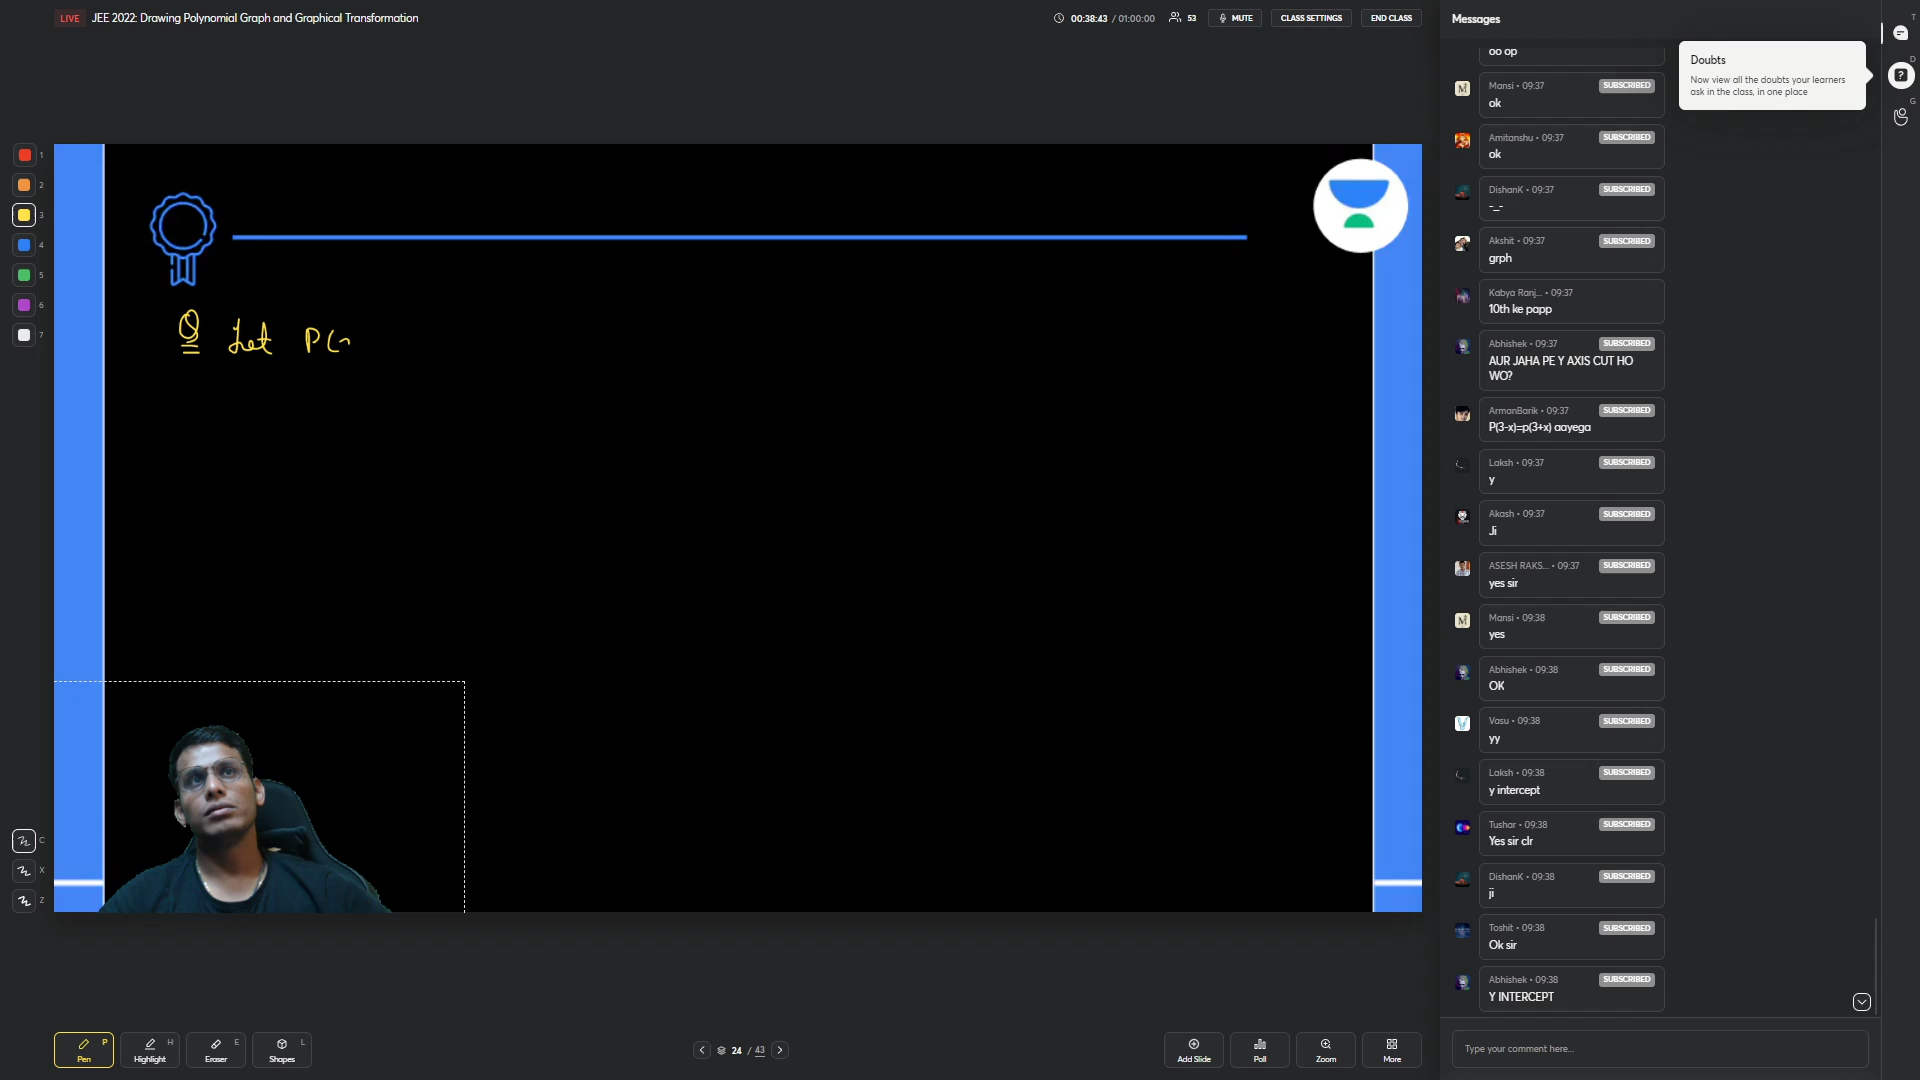 LIVE JEE 2022: Drawing Polynomial Graph and Graphical Transformation
00:38:43 / 01:00:00
53
MUTE
CLASS SETTINGS
END CLASS
1
2
3
4
5
6
7
Q Let P(
C
X
Z
Pen P
Highlight H
Eraser E
Shapes L
24 / 43
Add Slide
Poll
Zoom
More
Messages
oo op
Mansi • 09:37 SUBSCRIBED
ok
Amitanshu • 09:37 SUBSCRIBED
ok
DishanK • 09:37 SUBSCRIBED
-_-
Akshit • 09:37 SUBSCRIBED
grph
Kabya Ranj... • 09:37
10th ke papp
Abhishek • 09:37 SUBSCRIBED
AUR JAHA PE Y AXIS CUT HO
WO?
ArmanBarik • 09:37 SUBSCRIBED
P(3-x)=p(3+x) aayega
Laksh • 09:37 SUBSCRIBED
y
Akash • 09:37 SUBSCRIBED
Ji
ASESH RAKS... • 09:37 SUBSCRIBED
yes sir
Mansi • 09:38 SUBSCRIBED
yes
Abhishek • 09:38 SUBSCRIBED
OK
Vasu • 09:38 SUBSCRIBED
yy
Laksh • 09:38 SUBSCRIBED
y intercept
Tushar • 09:38 SUBSCRIBED
Yes sir clr
DishanK • 09:38 SUBSCRIBED
ji
Toshit • 09:38 SUBSCRIBED
Ok sir
Abhishek • 09:38 SUBSCRIBED
Y INTERCEPT
Type your comment here...
Doubts
Now view all the doubts your learners
ask in the class, in one place
T
D
G